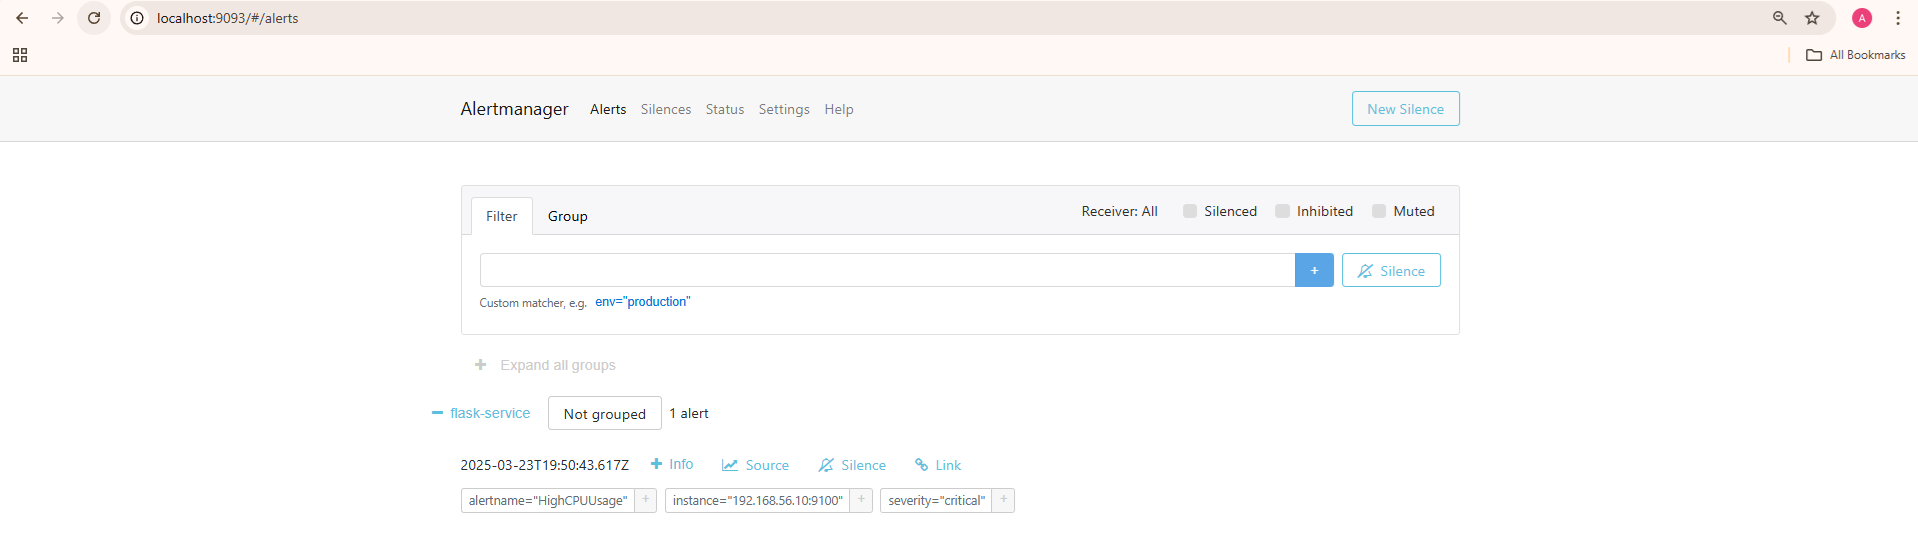 localhost:9093/#/alerts
A
All Bookmarks
Alertmanager Alerts Silences Status Settings Help New Silence
Filter Group Receiver: All Silenced Inhibited Muted
+ Silence
Custom matcher, e.g. env="production"
+ Expand all groups
− flask-service Not grouped 1 alert
2025-03-23T19:50:43.617Z + Info Source Silence Link
alertname="HighCPUUsage" + instance="192.168.56.10:9100" + severity="critical" +